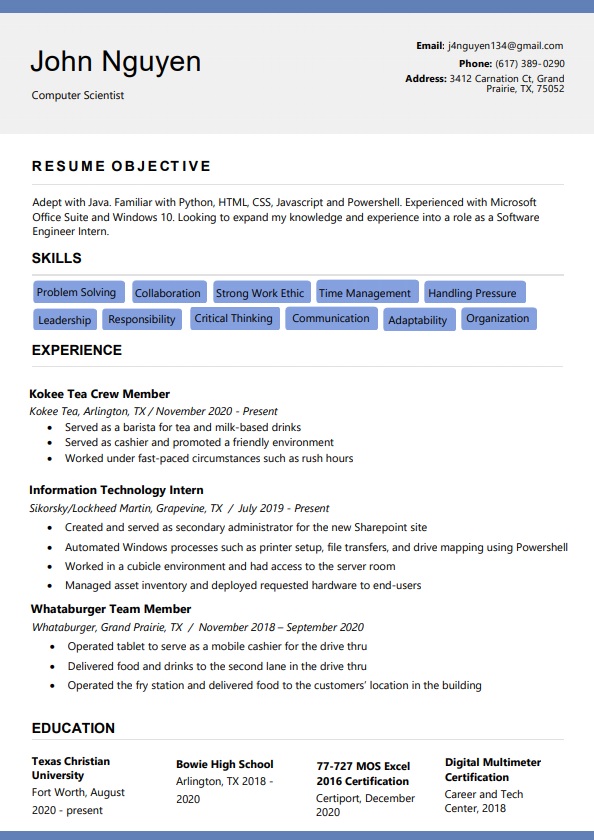 John Nguyen
Computer Scientist
Email: j4nguyen134@gmail.com
Phone: (617) 389-0290
Address: 3412 Carnation Ct, Grand
Prairie, TX, 75052
RESUME OBJECTIVE
Adept with Java. Familiar with Python, HTML, CSS, Javascript and Powershell. Experienced with Microsoft
Office Suite and Windows 10. Looking to expand my knowledge and experience into a role as a Software
Engineer Intern.
SKILLS
Problem Solving Collaboration Strong Work Ethic Time Management Handling Pressure
Leadership Responsibility Critical Thinking Communication Adaptability Organization
EXPERIENCE
Kokee Tea Crew Member
Kokee Tea, Arlington, TX / November 2020 - Present
• Served as a barista for tea and milk-based drinks
• Served as cashier and promoted a friendly environment
• Worked under fast-paced circumstances such as rush hours
Information Technology Intern
Sikorsky/Lockheed Martin, Grapevine, TX / July 2019 - Present
• Created and served as secondary administrator for the new Sharepoint site
• Automated Windows processes such as printer setup, file transfers, and drive mapping using Powershell
• Worked in a cubicle environment and had access to the server room
• Managed asset inventory and deployed requested hardware to end-users
Whataburger Team Member
Whataburger, Grand Prairie, TX / November 2018 – September 2020
• Operated tablet to serve as a mobile cashier for the drive thru
• Delivered food and drinks to the second lane in the drive thru
• Operated the fry station and delivered food to the customers’ location in the building
EDUCATION
Texas Christian
University
Fort Worth, August
2020 - present
Bowie High School
Arlington, TX 2018 -
2020
77-727 MOS Excel
2016 Certification
Certiport, December
2020
Digital Multimeter
Certification
Career and Tech
Center, 2018